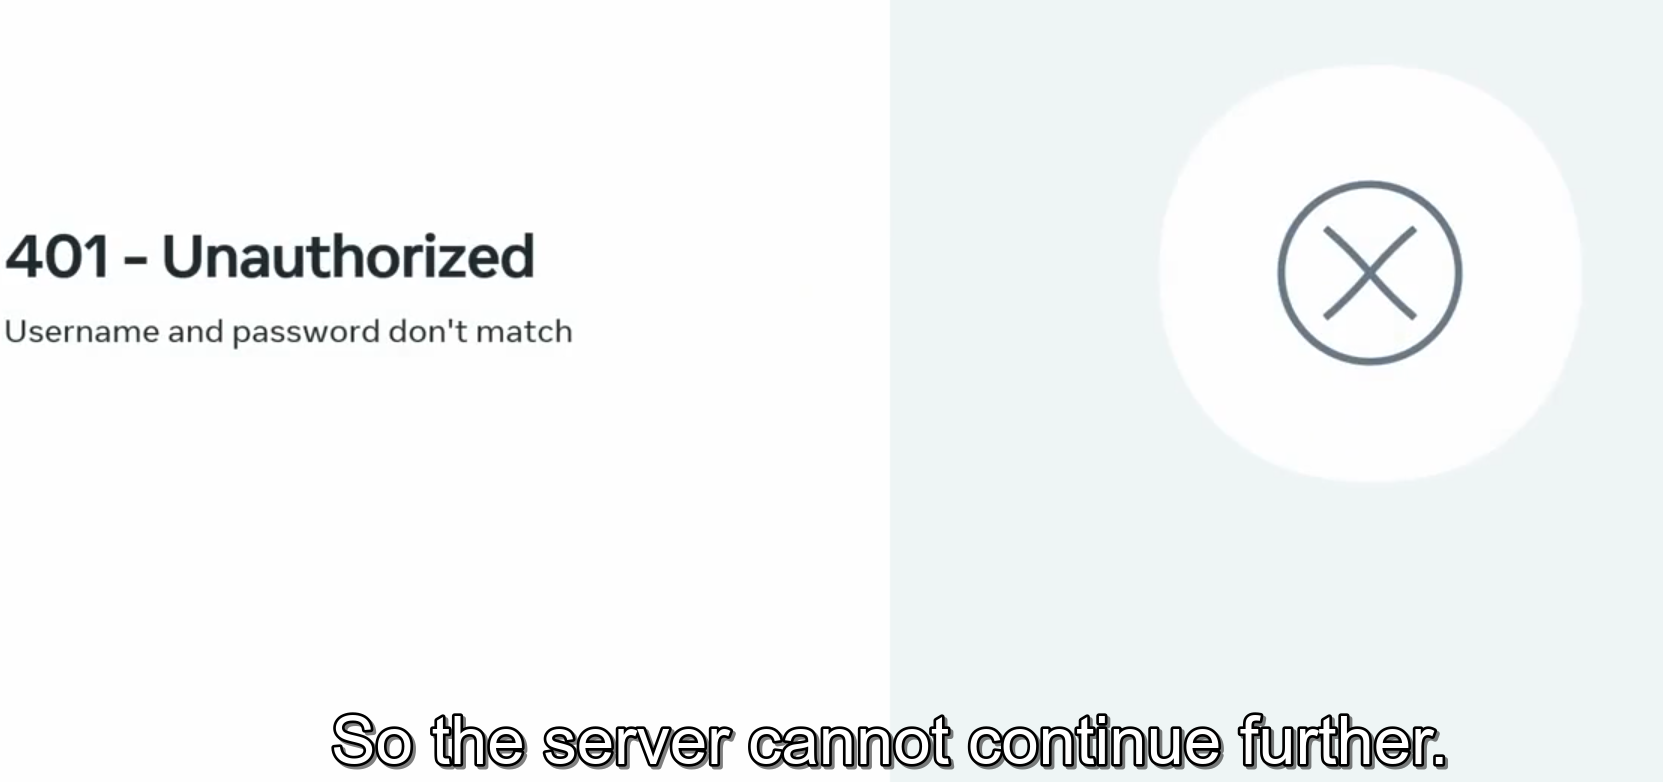 401 - Unauthorized
Username and password don't match
So the server cannot continue further.